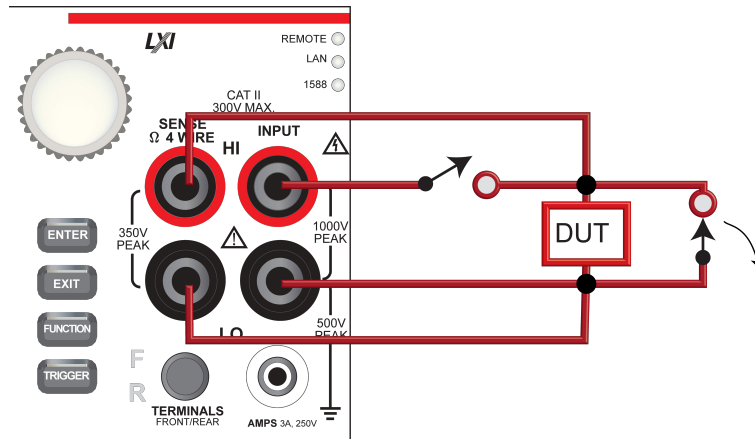 LXI
REMOTE
LAN
1588
CAT II
300V MAX.
SENSE
Ω 4 WIRE
HI
INPUT
350V
PEAK
1000V
PEAK
ENTER
DUT
EXIT
500V
PEAK
LO
FUNCTION
TRIGGER
F
R
TERMINALS
FRONT/REAR
AMPS 3A, 250V